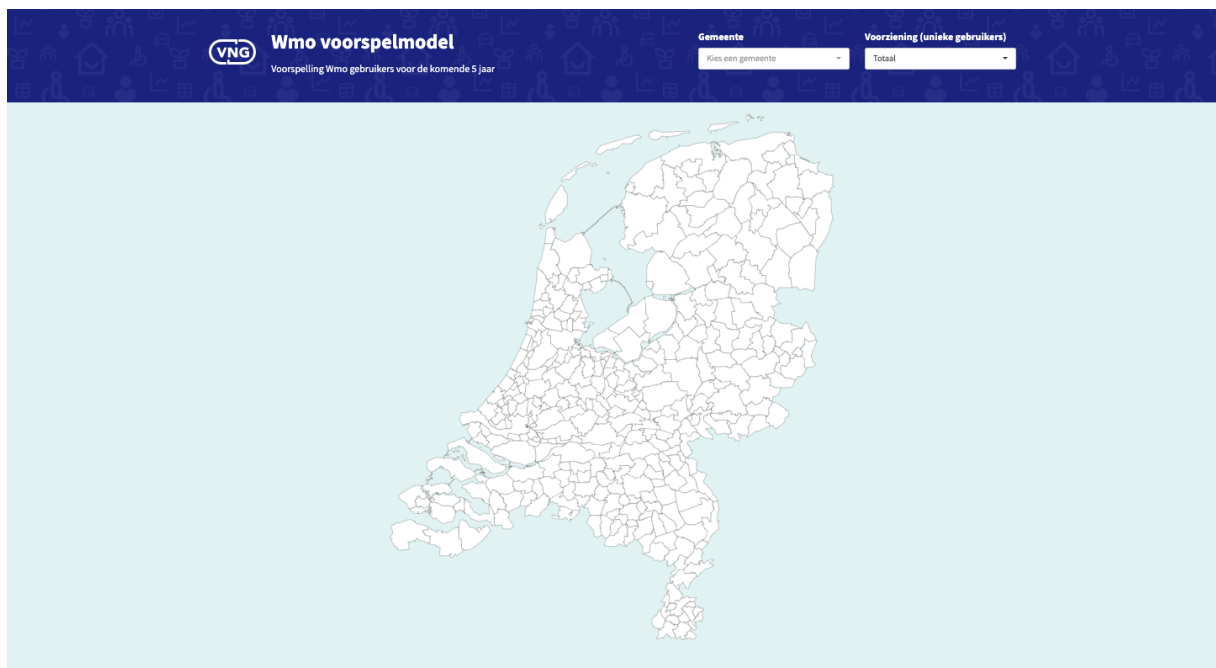 VNG
Wmo voorspelmodel
Voorspelling Wmo gebruikers voor de komende 5 jaar
Gemeente
Kies een gemeente
Voorziening (unieke gebruikers)
Totaal